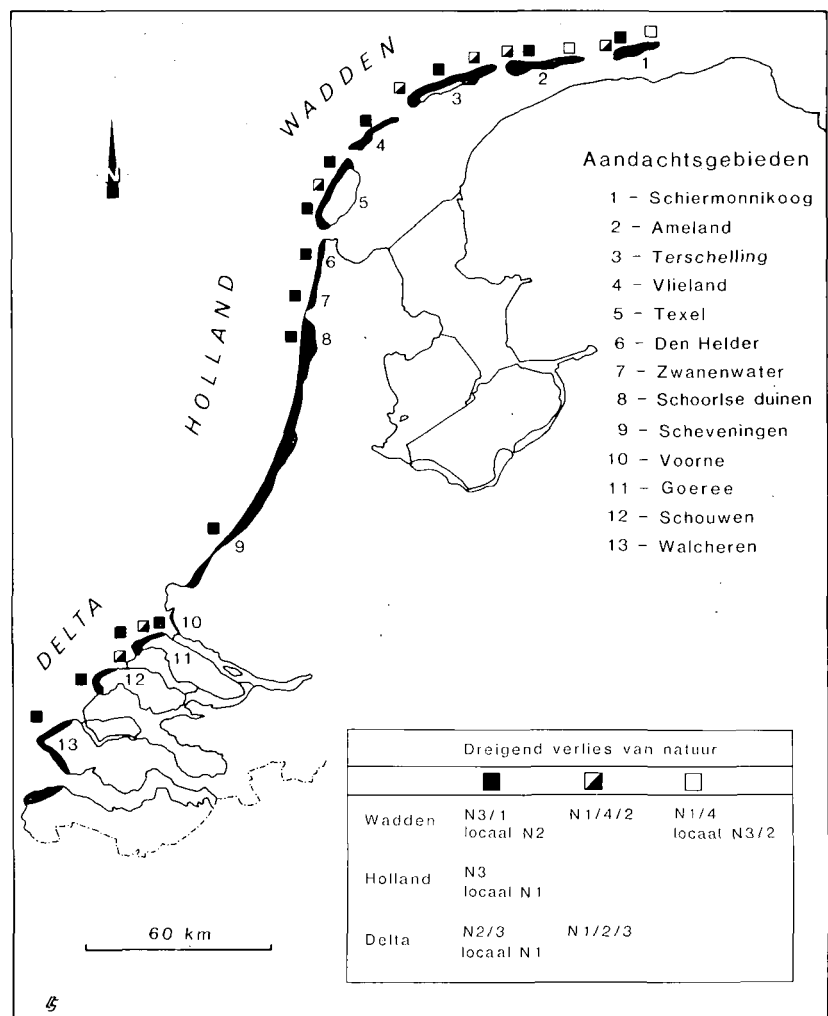 WADDEN
HOLLAND
DELTA
N
1
2
3
4
5
6
7
8
9
10
11
12
13
Aandachtsgebieden
1 - Schiermonnikoog
2 - Ameland
3 - Terschelling
4 - Vlieland
5 - Texel
6 - Den Helder
7 - Zwanenwater
8 - Schoorlse duinen
9 - Scheveningen
10 - Voorne
11 - Goeree
12 - Schouwen
13 - Walcheren
60 km
Dreigend verlies van natuur
Wadden N3/1 N1/4/2 N1/4
locaal N2 locaal N3/2
Holland N3
locaal N1
Delta N2/3 N1/2/3
locaal N1